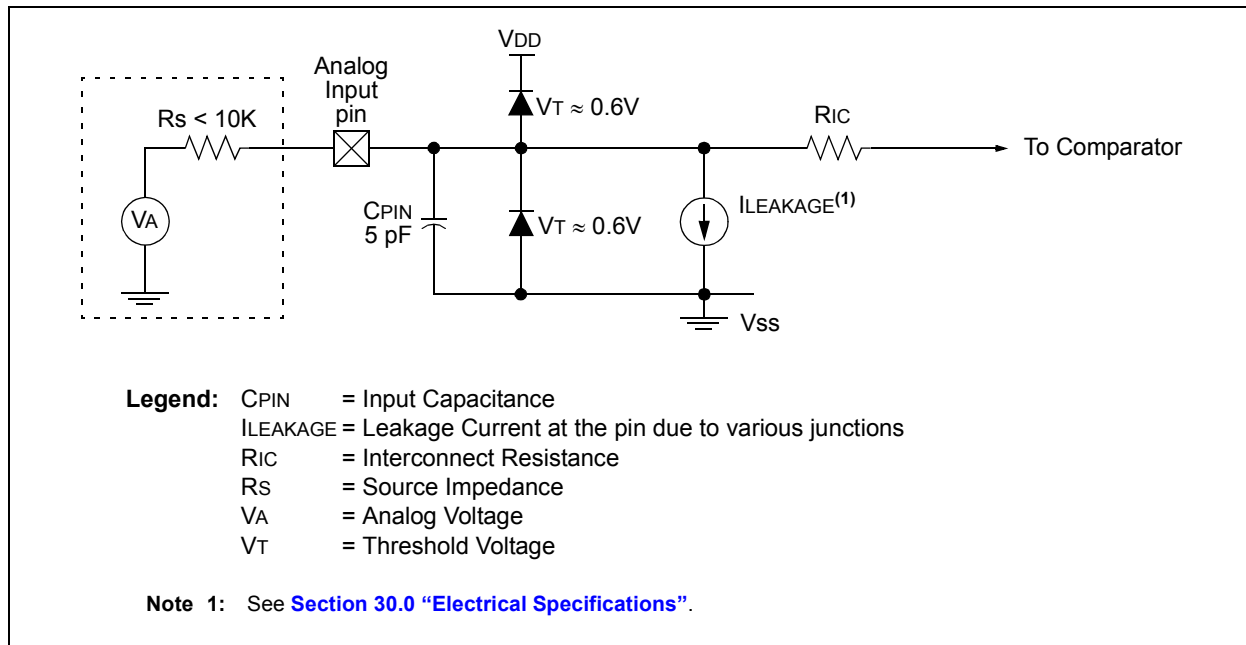 VDD
Analog
Input
pin
Rs < 10K
VT ≈ 0.6V
RIC
To Comparator
VA
CPIN
5 pF
VT ≈ 0.6V
ILEAKAGE(1)
Vss
Legend: CPIN = Input Capacitance
ILEAKAGE = Leakage Current at the pin due to various junctions
RIC = Interconnect Resistance
RS = Source Impedance
VA = Analog Voltage
VT = Threshold Voltage
Note 1: See Section 30.0 “Electrical Specifications”.